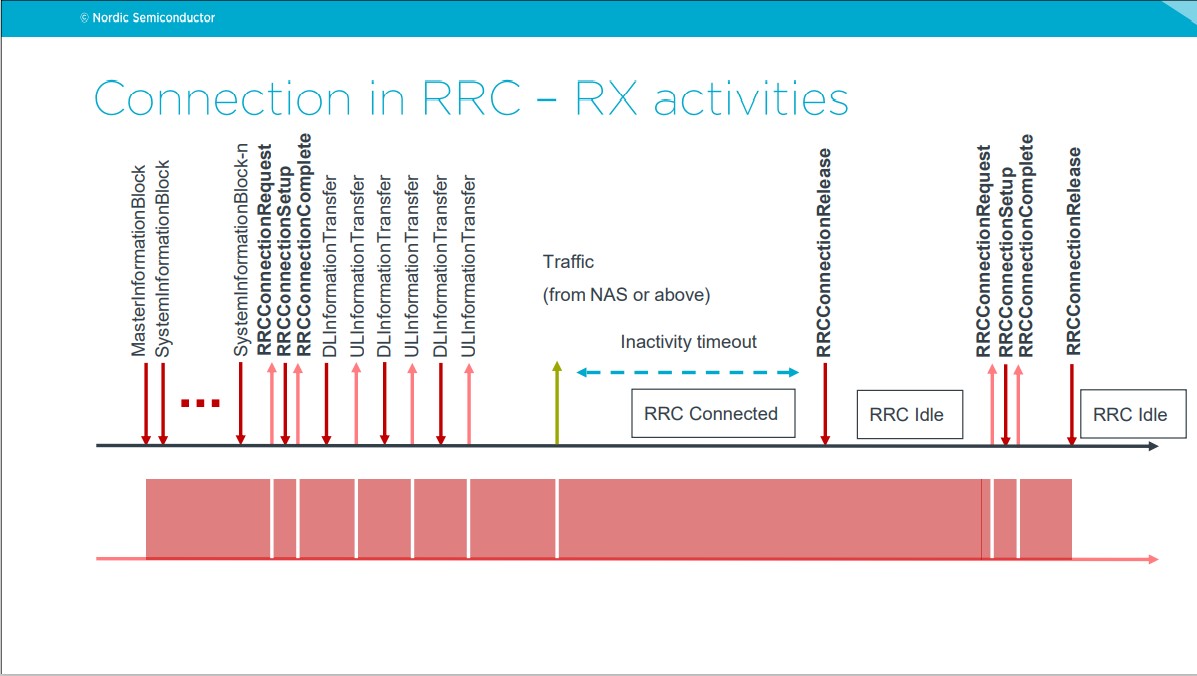 © Nordic Semiconductor
Connection in RRC – RX activities
MasterInformationBlock
SystemInformationBlock
SystemInformationBlock-n
RRCConnectionRequest
RRCConnectionSetup
RRCConnectionComplete
DLInformationTransfer
ULInformationTransfer
DLInformationTransfer
ULInformationTransfer
DLInformationTransfer
ULInformationTransfer
Traffic
(from NAS or above)
Inactivity timeout
RRC Connected
RRCConnectionRelease
RRC Idle
RRCConnectionRequest
RRCConnectionSetup
RRCConnectionComplete
RRCConnectionRelease
RRC Idle